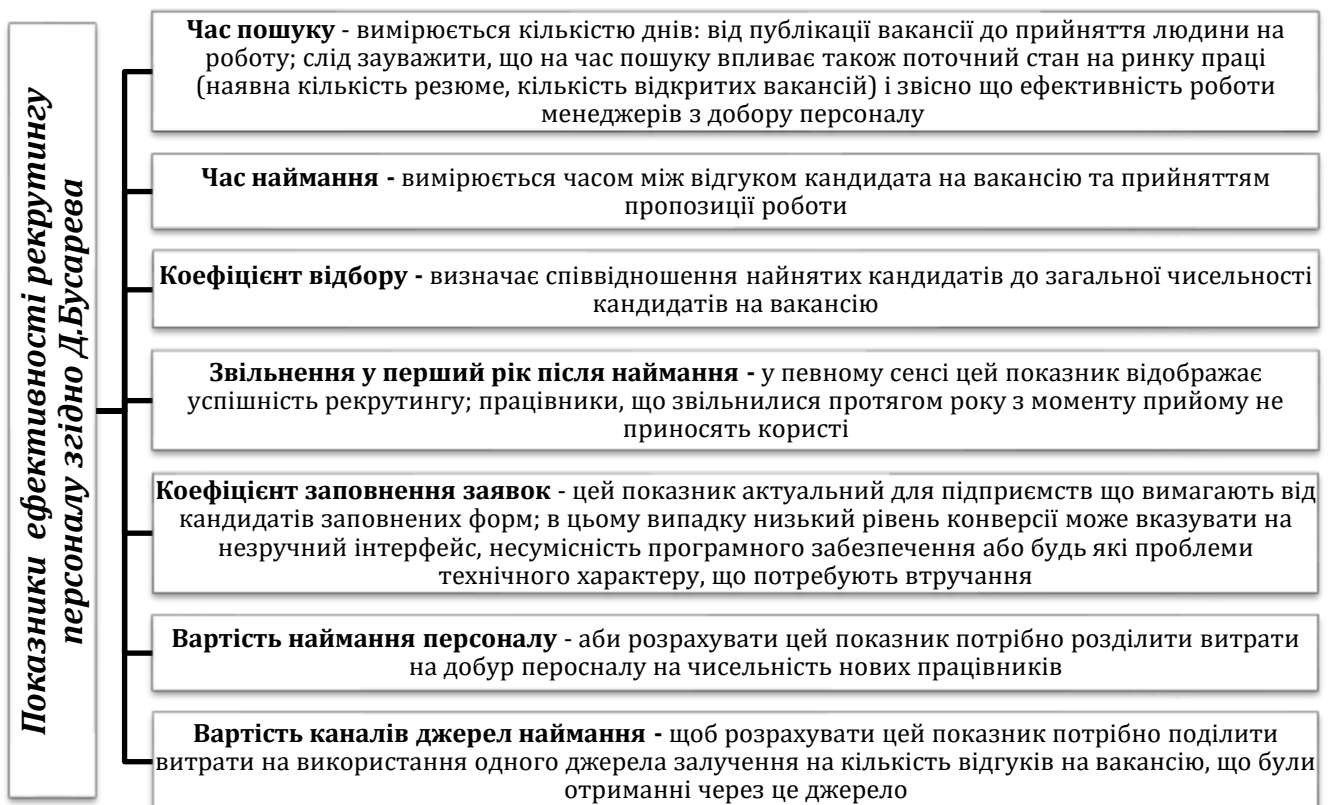 Показники ефективності рекрутингу
персоналу згідно Д.Бусарева
Час пошуку - вимірюється кількістю днів: від публікації вакансії до прийняття людини на
роботу; слід зауважити, що на час пошуку впливає також поточний стан на ринку праці
(наявна кількість резюме, кількість відкритих вакансій) і звісно що ефективність роботи
менеджерів з добору персоналу
Час наймання - вимірюється часом між відгуком кандидата на вакансію та прийняттям
пропозиції роботи
Коефіцієнт відбору - визначає співвідношення найнятих кандидатів до загальної чисельності
кандидатів на вакансію
Звільнення у перший рік після наймання - у певному сенсі цей показник відображає
успішність рекрутингу; працівники, що звільнилися протягом року з моменту прийому не
приносять користі
Коефіцієнт заповнення заявок - цей показник актуальний для підприємств що вимагають від
кандидатів заповнених форм; в цьому випадку низький рівень конверсії може вказувати на
незручний інтерфейс, несумісність програмного забезпечення або будь які проблеми
технічного характеру, що потребують втручання
Вартість наймання персоналу - аби розрахувати цей показник потрібно розділити витрати
на добур перосналу на чисельність нових працівників
Вартість каналів джерел наймання - щоб розрахувати цей показник потрібно поділити
витрати на використання одного джерела залучення на кількість відгуків на вакансію, що були
отриманні через це джерело